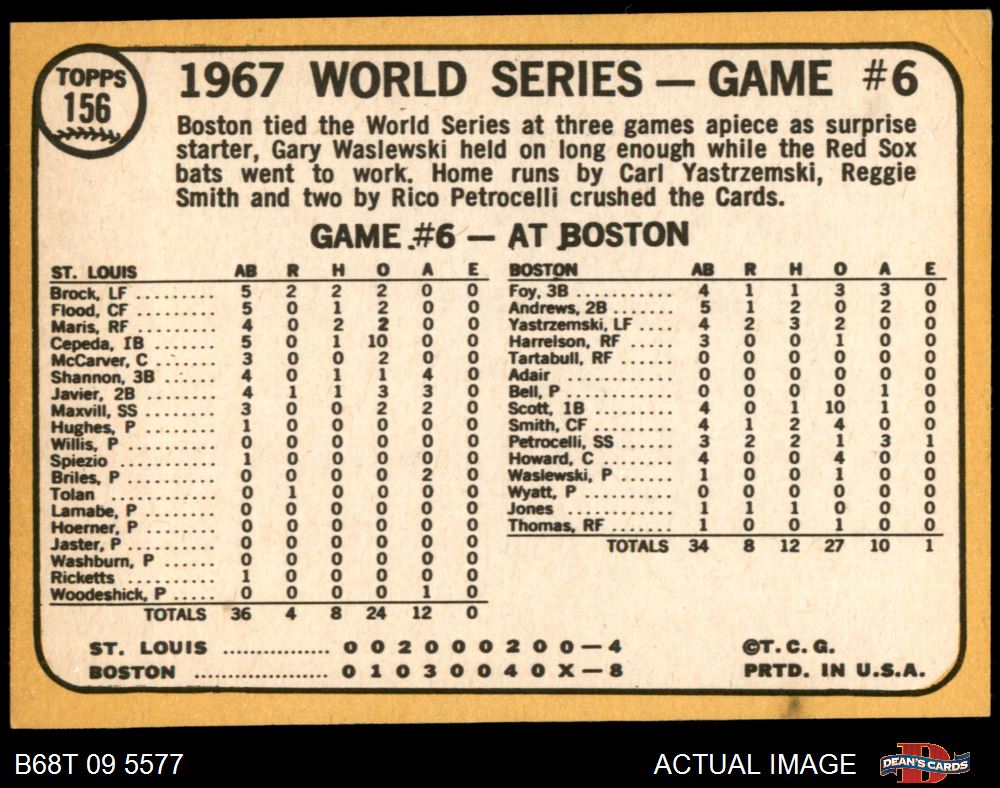 TOPPS
156
1967 WORLD SERIES — GAME #6
Boston tied the World Series at three games apiece as surprise
starter, Gary Waslewski held on long enough while the Red Sox
bats went to work. Home runs by Carl Yastrzemski, Reggie
Smith and two by Rico Petrocelli crushed the Cards.
GAME #6 — AT BOSTON
ST. LOUIS AB R H O A E
Brock, LF .......... 5 2 2 2 0 0
Flood, CF .......... 5 0 1 2 0 0
Maris, RF .......... 4 0 2 2 0 0
Cepeda, 1B ........ 5 0 1 10 0 0
McCarver, C ...... 3 0 0 2 0 0
Shannon, 3B ...... 4 0 1 1 4 0
Javier, 2B .......... 4 1 1 3 3 0
Maxvill, SS ........ 3 0 0 2 2 0
Hughes, P .......... 1 0 0 0 0 0
Willis, P ............ 0 0 0 0 0 0
Spiezio .............. 1 0 0 0 0 0
Briles, P ............ 0 0 0 0 2 0
Tolan ................ 0 1 0 0 0 0
Lamabe, P .......... 0 0 0 0 0 0
Hoerner, P .......... 0 0 0 0 0 0
Jaster, P ............ 0 0 0 0 0 0
Washburn, P ...... 0 0 0 0 0 0
Ricketts ............ 1 0 0 0 0 0
Woodeshick, P ..... 0 0 0 0 1 0
TOTALS 36 4 8 24 12 0
BOSTON AB R H O A E
Foy, 3B .............. 4 1 1 3 3 0
Andrews, 2B ........ 5 1 2 0 2 0
Yastrzemski, LF .... 4 2 3 2 0 0
Harrelson, RF ...... 3 0 0 1 0 0
Tartabull, RF ...... 0 0 0 0 0 0
Adair ................ 0 0 0 0 0 0
Bell, P ................ 0 0 0 0 1 0
Scott, 1B ............ 4 0 1 10 1 0
Smith, CF ............ 4 1 2 4 0 0
Petrocelli, SS ...... 3 2 2 1 3 1
Howard, C .......... 4 0 0 4 0 0
Waslewski, P ...... 1 0 0 1 0 0
Wyatt, P ............ 0 0 0 0 0 0
Jones ................ 1 1 1 0 0 0
Thomas, RF ........ 1 0 0 1 0 0
TOTALS 34 8 12 27 10 1
ST. LOUIS ................ 0 0 2 0 0 0 2 0 0 — 4
BOSTON .................... 0 1 0 3 0 0 4 0 X — 8
©T. C. G.
PRTD. IN U.S.A.
B68T 09 5577
ACTUAL IMAGE
DEAN'S CARDS